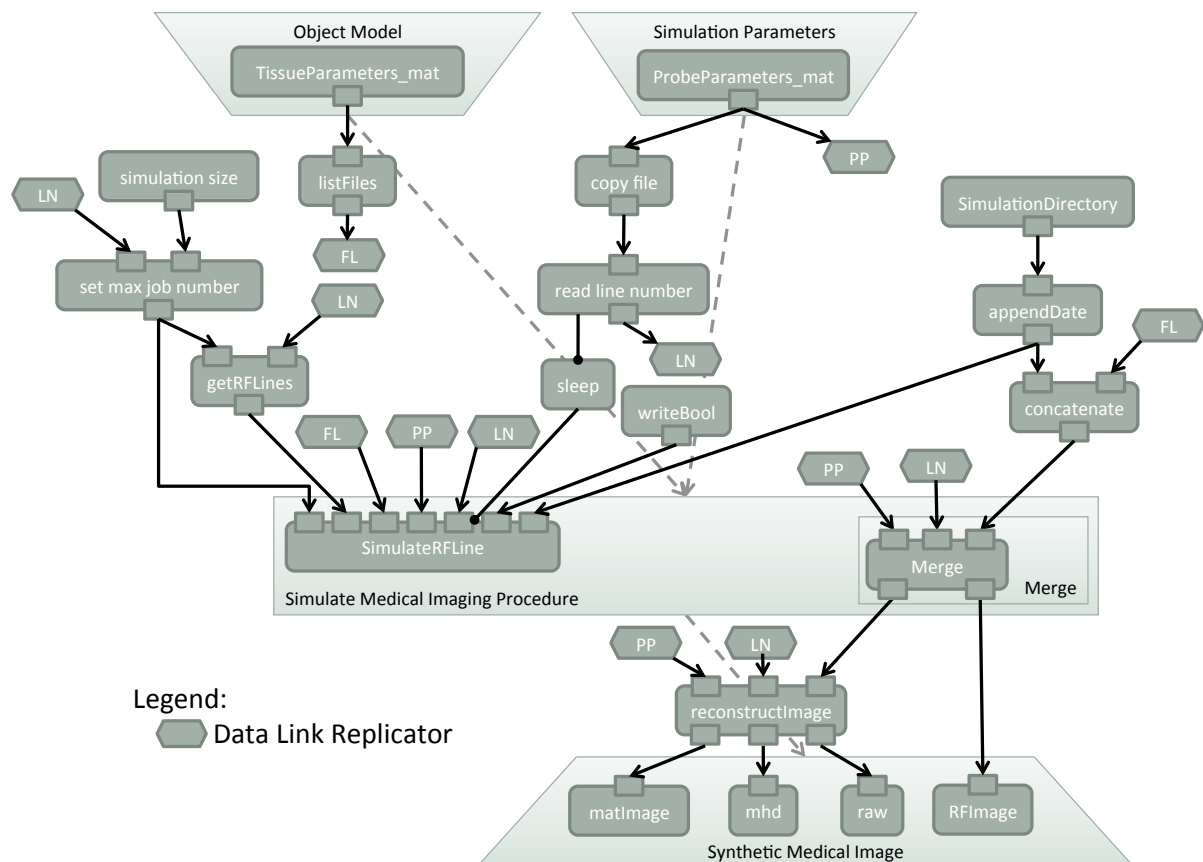 Object Model
Simulation Parameters
TissueParameters_mat
ProbeParameters_mat
PP
simulation size
listFiles
copy file
LN
SimulationDirectory
FL
set max job number
read line number
LN
appendDate
FL
LN
getRFLines
sleep
writeBool
concatenate
FL
PP
LN
PP
LN
SimulateRFLine
Merge
Simulate Medical Imaging Procedure
Merge
PP
LN
Legend:
reconstructImage
Data Link Replicator
matImage
mhd
raw
RFImage
Synthetic Medical Image